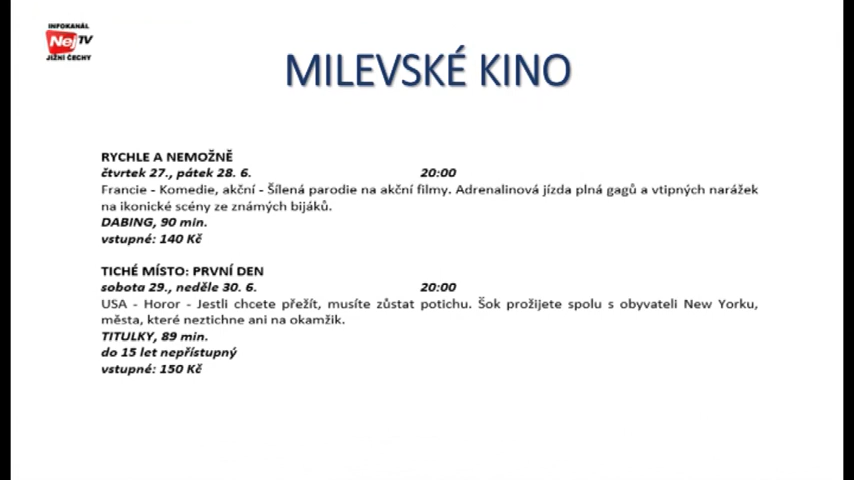 INFOKANÁL
Nej TV
JIŽNÍ ČECHY
MILEVSKÉ KINO
RYCHLE A NEMOŽNĚ
čtvrtek 27., pátek 28. 6. 20:00
Francie - Komedie, akční - Šílená parodie na akční filmy. Adrenalinová jízda plná gagů a vtipných narážek
na ikonické scény ze známých bijáků.
DABING, 90 min.
vstupné: 140 Kč
TICHÉ MÍSTO: PRVNÍ DEN
sobota 29., neděle 30. 6. 20:00
USA - Horor - Jestli chcete přežít, musíte zůstat potichu. Šok prožijete spolu s obyvateli New Yorku,
města, které neztichne ani na okamžik.
TITULKY, 89 min.
do 15 let nepřístupný
vstupné: 150 Kč